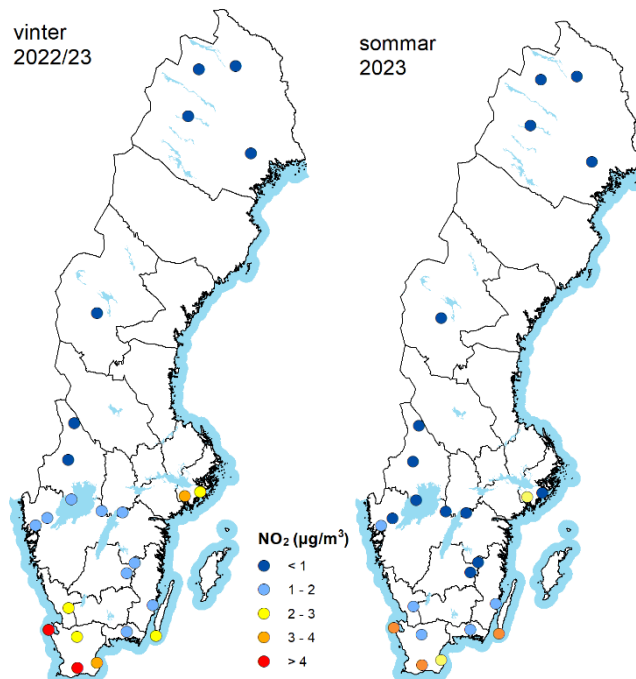 vinter
2022/23
sommar
2023
NO₂ (µg/m³)
< 1
1 - 2
2 - 3
3 - 4
> 4